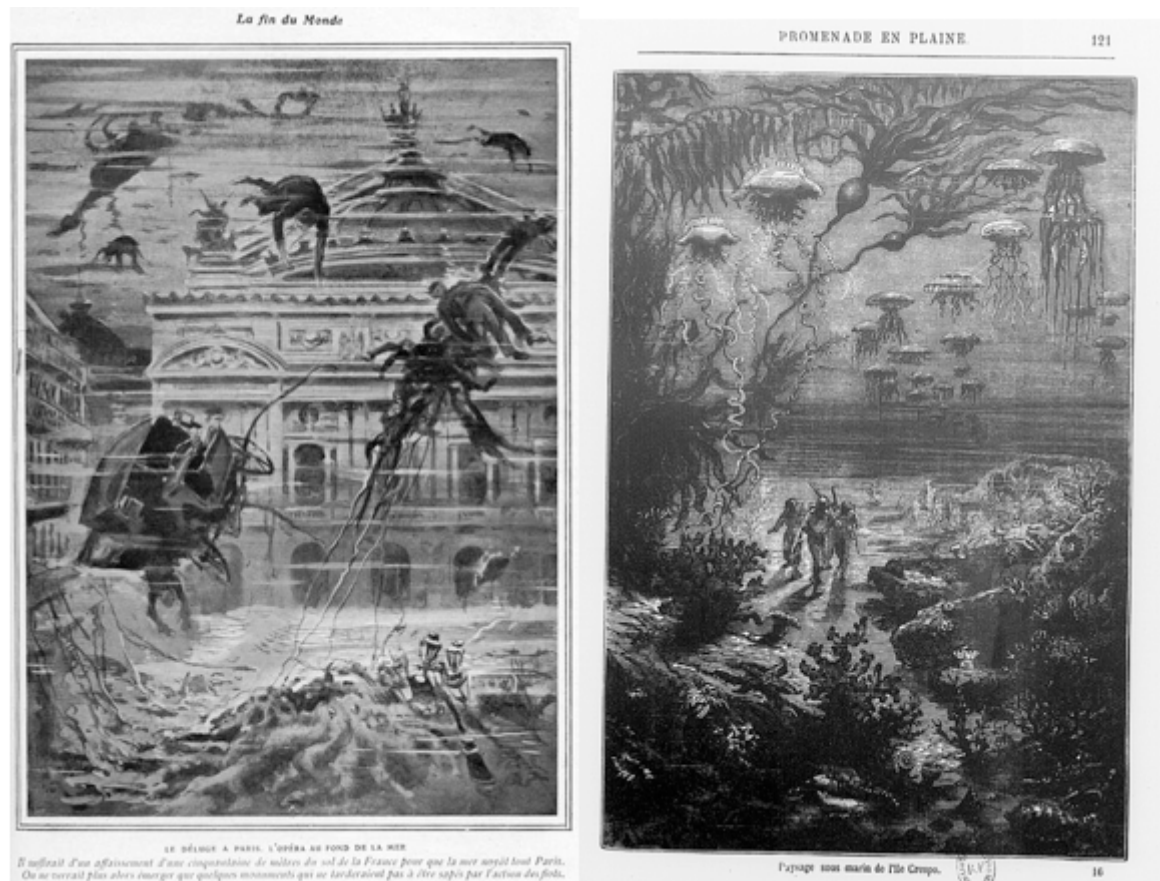 La fin du Monde
LE DÉLUGE A PARIS. L'OPÉRA AU FOND DE LA MER
Il suffirait d'un affaissement d'une cinquantaine de mètres du sol de la France pour que la mer noyât tout Paris.
On ne verrait plus alors émerger que quelques monuments qui ne tarderaient pas à être sapés par l'action des flots.
PROMENADE EN PLAINE.
121
Paysage sous marin de l'île Crespo.
16